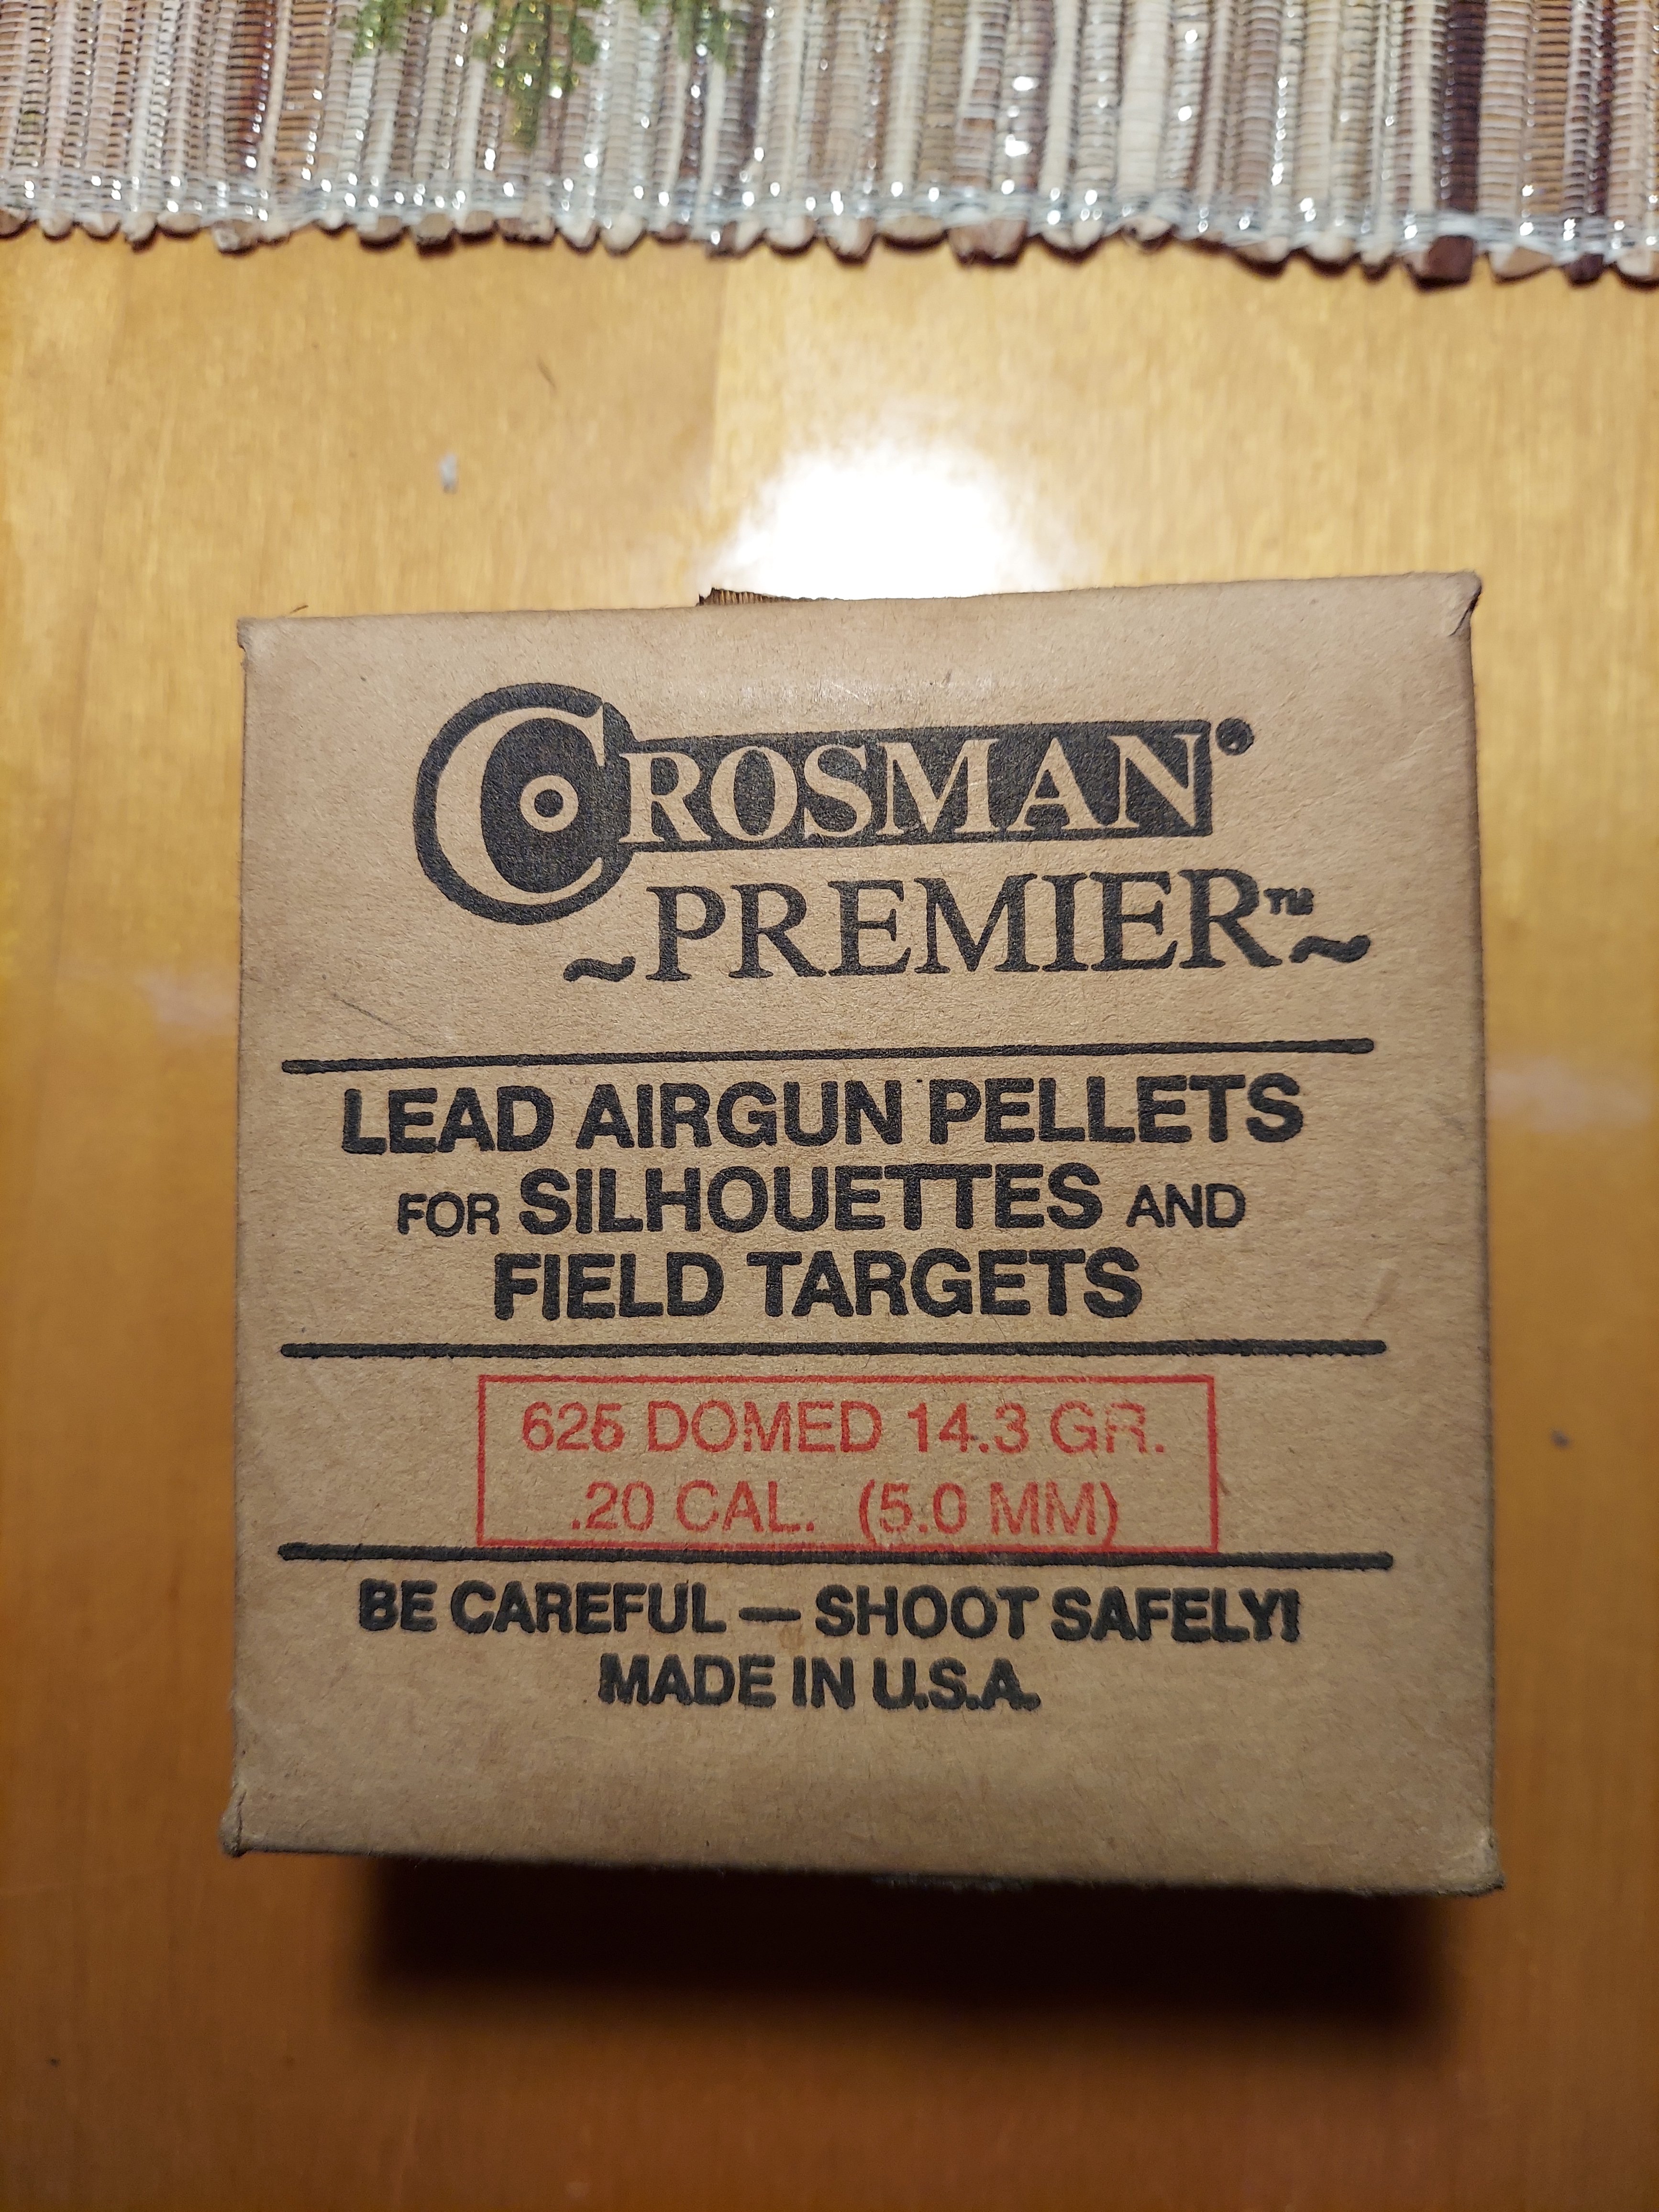 CROSMAN®
~PREMIER™~
LEAD AIRGUN PELLETS
FOR SILHOUETTES AND
FIELD TARGETS
625 DOMED 14.3 GR.
.20 CAL. (5.0 MM)
BE CAREFUL — SHOOT SAFELY!
MADE IN U.S.A.